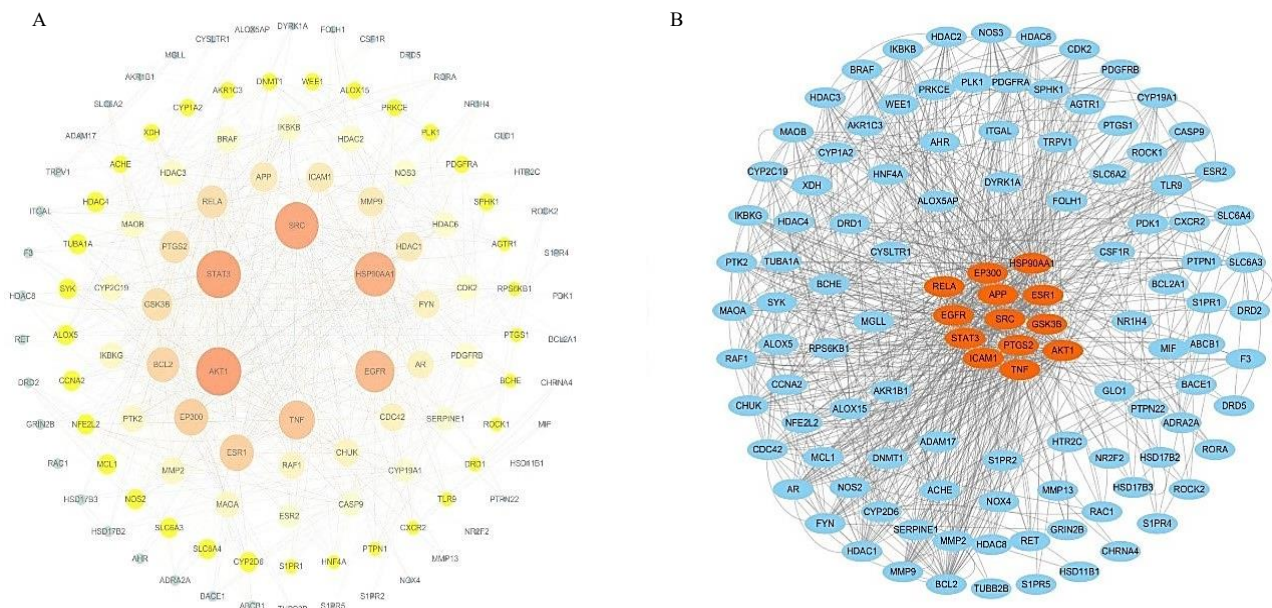 A
B
ALOX5AP
DYRK1A
FOLH1
CYSLTR1
CSF1R
MGLL
DRD5
AKR1B1
RORA
SLC6A2
NR1H4
ADAM17
GLO1
TRPV1
HTR2C
ITGAL
ROCK2
F3
S1PR4
HDAC8
PDK1
RET
BCL2A1
DRD2
CHRNA4
GRIN2B
MIF
RAC1
HSD11B1
HSD17B3
PTRN22
HSD17B2
NR2F2
AHR
MMP13
ADRA2A
NOX4
BACE1
S1PR2
ABCB1
TUBB2B
S1PR5
DNMT1
WEE1
AKR1C3
ALOX15
CYP1A2
PRKCE
XDH
PLK1
ACHE
PDGFRA
HDAC4
SPHK1
TUBA1A
AGTR1
SYK
RPS6KB1
ALOX5
PTGS1
CCNA2
BCHE
NFE2L2
ROCK1
MCL1
DRD1
NOS2
TLR9
SLC6A3
CXCR2
SLC6A4
PTPN1
CYP2D6
HNF4A
S1PR1
IKBKB
BRAF
HDAC2
HDAC3
NOS3
MAOB
HDAC6
CYP2C19
CDK2
IKBKG
PDGFRB
PTK2
SERPINE1
MMP2
CYP19A1
MAOA
CASP9
ESR2
APP
ICAM1
RELA
MMP9
PTGS2
HDAC1
GSK3B
FYN
BCL2
AR
EP300
CDC42
ESR1
CHUK
RAF1
SRC
STAT3
HSP90AA1
AKT1
EGFR
TNF
NOS3
HDAC2
HDAC6
IKBKB
CDK2
BRAF
PLK1
PDGFRA
PDGFRB
PRKCE
SPHK1
HDAC3
WEE1
AGTR1
CYP19A1
AKR1C3
PTGS1
MAOB
ITGAL
CASP9
AHR
TRPV1
CYP1A2
ROCK1
CYP2C19
HNF4A
SLC6A2
ESR2
XDH
DYRK1A
TLR9
ALOX5AP
FOLH1
IKBKG
HDAC4
DRD1
PDK1
CXCR2
SLC6A4
CYSLTR1
CSF1R
PTK2
TUBA1A
HSP90AA1
PTPN1
SLC6A3
EP300
BCHE
BCL2A1
RELA
APP
ESR1
MAOA
SYK
S1PR1
DRD2
EGFR
SRC
GSK3B
MGLL
NR1H4
ALOX5
RPS6KB1
STAT3
PTGS2
AKT1
MIF
ABCB1
RAF1
ICAM1
F3
TNF
CCNA2
AKR1B1
GLO1
BACE1
CHUK
ALOX15
PTPN22
DRD5
NFE2L2
ADRA2A
CDC42
ADAM17
HTR2C
MCL1
DNMT1
S1PR2
NR2F2
HSD17B2
RORA
AR
NOS2
ACHE
MMP13
HSD17B3
ROCK2
NOX4
CYP2D6
RAC1
FYN
SERPINE1
GRIN2B
S1PR4
MMP2
HDAC8
RET
HDAC1
CHRNA4
MMP9
HSD11B1
BCL2
TUBB2B
S1PR5